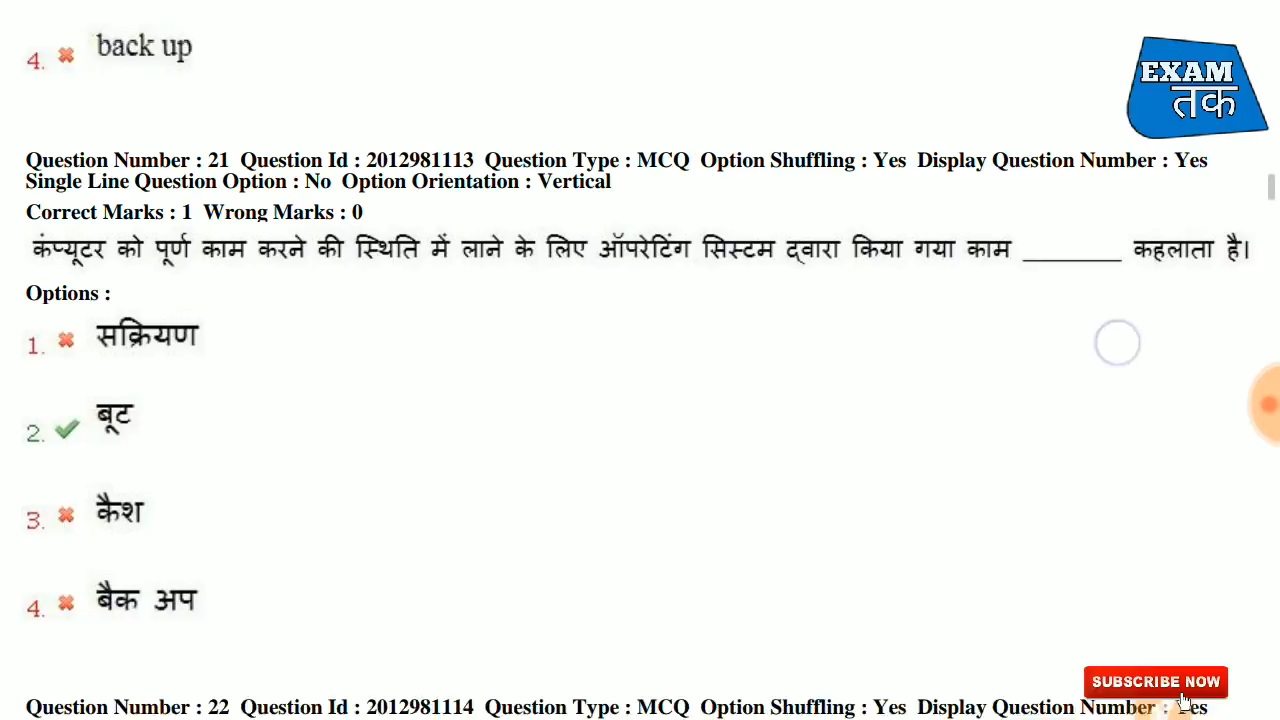 4. back up
EXAM
तक
Question Number : 21 Question Id : 2012981113 Question Type : MCQ Option Shuffling : Yes Display Question Number : Yes
Single Line Question Option : No Option Orientation : Vertical
Correct Marks : 1 Wrong Marks : 0
कंप्यूटर को पूर्ण काम करने की स्थिति में लाने के लिए ऑपरेटिंग सिस्टम द्वारा किया गया काम ________ कहलाता है।
Options :
1. सक्रियण
2. बूट
3. कैश
4. बैक अप
SUBSCRIBE NOW
Question Number : 22 Question Id : 2012981114 Question Type : MCQ Option Shuffling : Yes Display Question Number : Yes